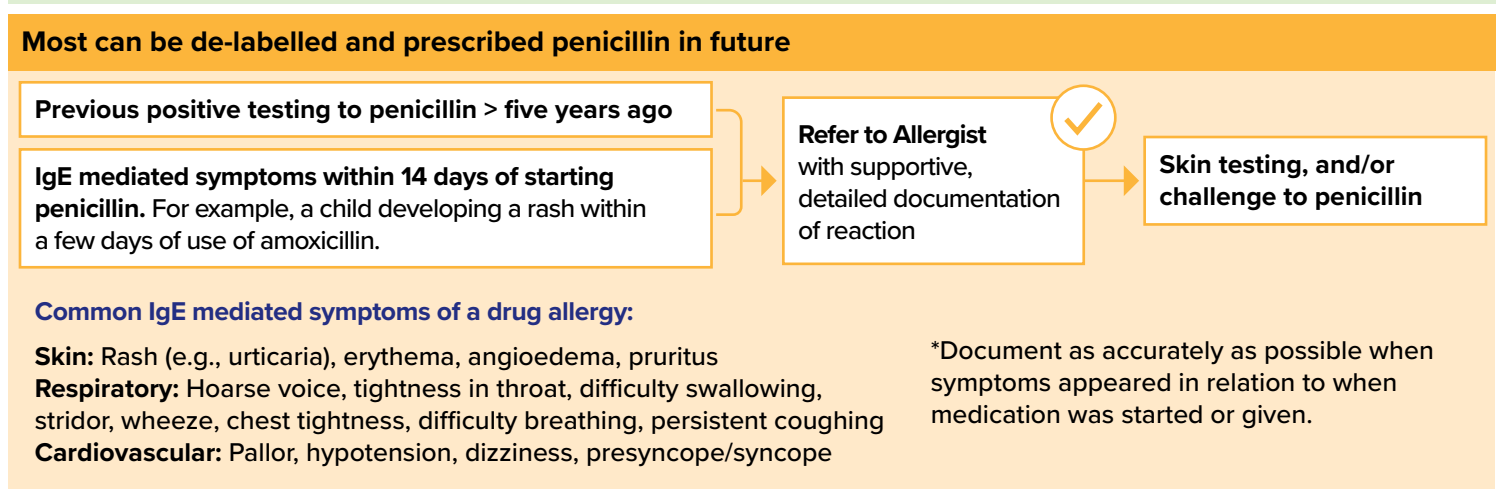 Most can be de-labelled and prescribed penicillin in future
Previous positive testing to penicillin > five years ago
IgE mediated symptoms within 14 days of starting
penicillin. For example, a child developing a rash within
a few days of use of amoxicillin.
Refer to Allergist
with supportive,
detailed documentation
of reaction
Skin testing, and/or
challenge to penicillin
Common IgE mediated symptoms of a drug allergy:
Skin: Rash (e.g., urticaria), erythema, angioedema, pruritus
Respiratory: Hoarse voice, tightness in throat, difficulty swallowing,
stridor, wheeze, chest tightness, difficulty breathing, persistent coughing
Cardiovascular: Pallor, hypotension, dizziness, presyncope/syncope
*Document as accurately as possible when
symptoms appeared in relation to when
medication was started or given.